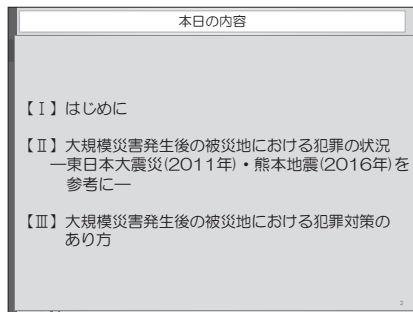 本日の内容
【Ⅰ】はじめに
【Ⅱ】大規模災害発生後の被災地における犯罪の状況
―東日本大震災(2011年)・熊本地震(2016年)を
参考に―
【Ⅲ】大規模災害発生後の被災地における犯罪対策の
あり方